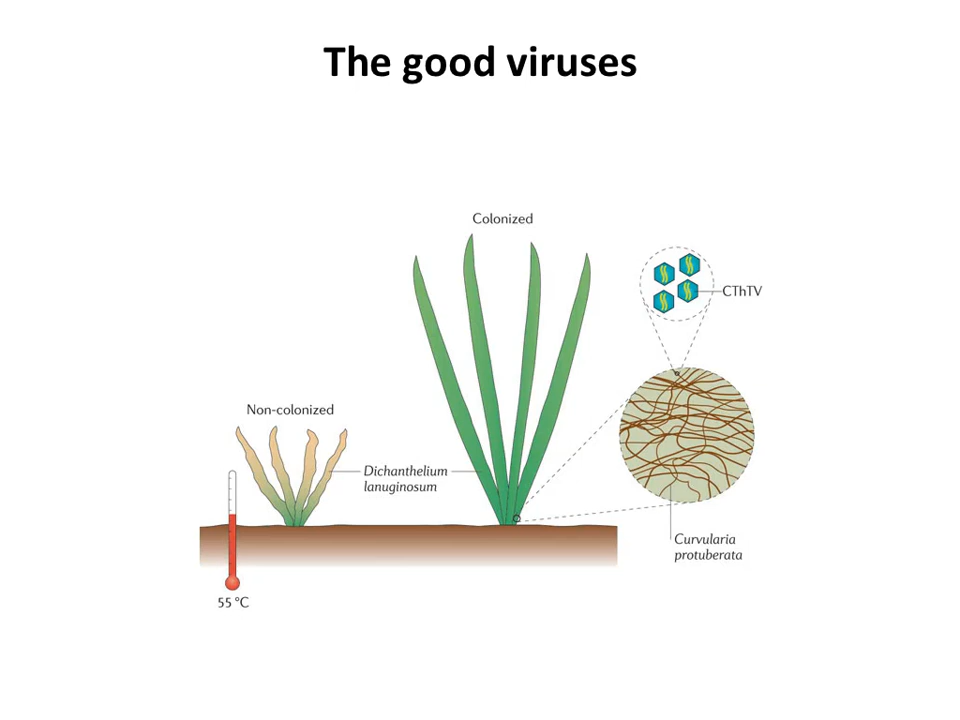 The good viruses
Colonized
CThTV
Non-colonized
Dichanthelium
lanuginosum
Curvularia
protuberata
55 °C